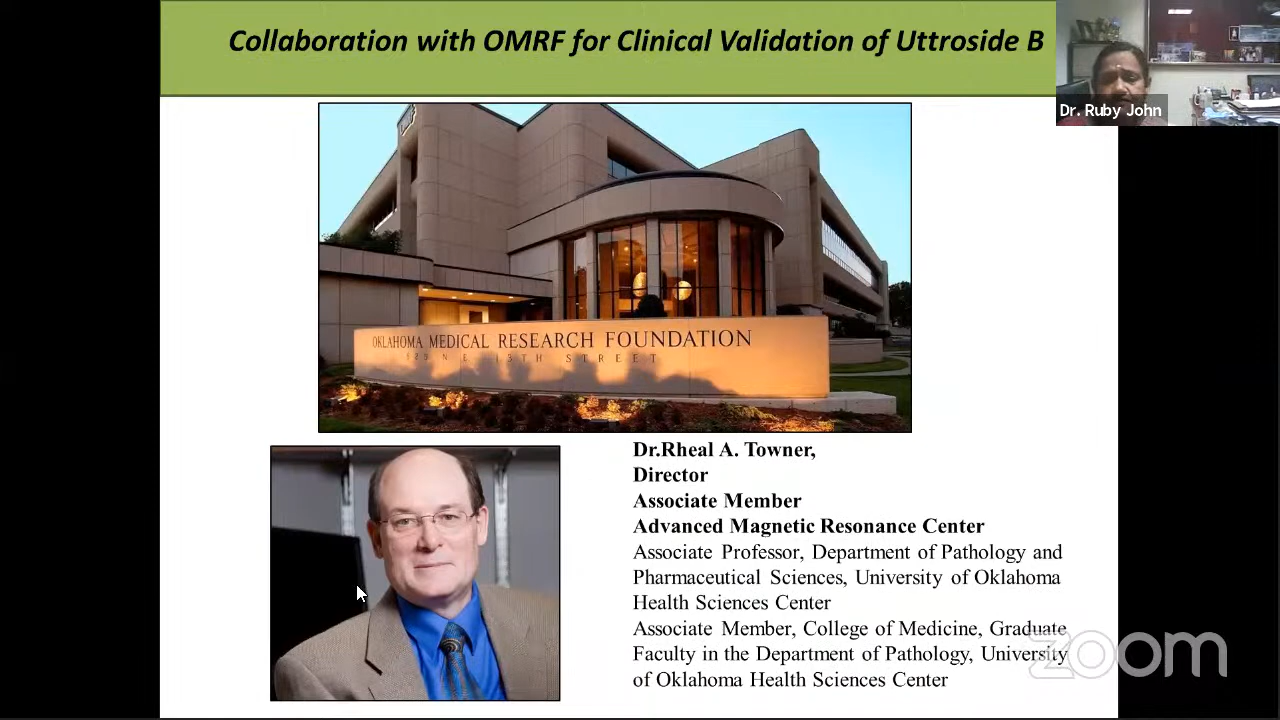 Collaboration with OMRF for Clinical Validation of Uttroside B
Dr. Ruby John
OKLAHOMA MEDICAL RESEARCH FOUNDATION
825 N E 13TH STREET
Dr.Rheal A. Towner,
Director
Associate Member
Advanced Magnetic Resonance Center
Associate Professor, Department of Pathology and
Pharmaceutical Sciences, University of Oklahoma
Health Sciences Center
Associate Member, College of Medicine, Graduate
Faculty in the Department of Pathology, University
of Oklahoma Health Sciences Center
zoom